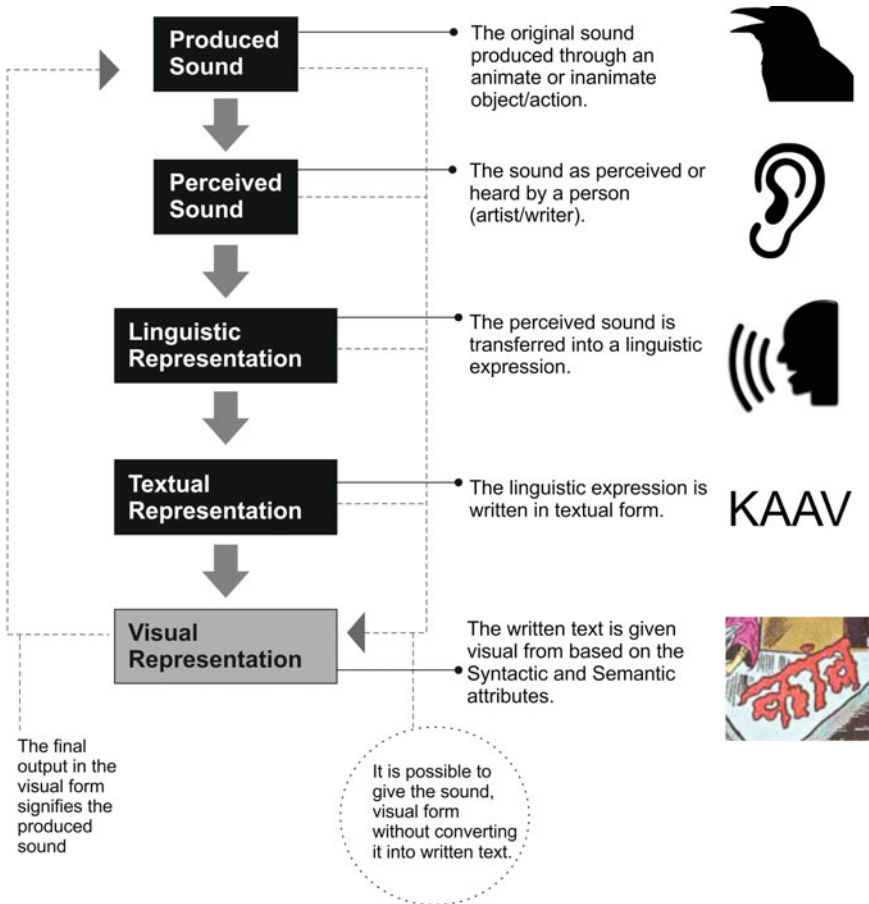 Produced
Sound
The original sound
produced through an
animate or inanimate
object/action.
Perceived
Sound
The sound as perceived or
heard by a person
(artist/writer).
Linguistic
Representation
The perceived sound is
transferred into a linguistic
expression.
Textual
Representation
The linguistic expression is
written in textual form.
KAAV
Visual
Representation
The written text is given
visual from based on the
Syntactic and Semantic
attributes.
काव
The final
output in the
visual form
signifies the
produced
sound
It is possible to
give the sound,
visual form
without converting
it into written text.